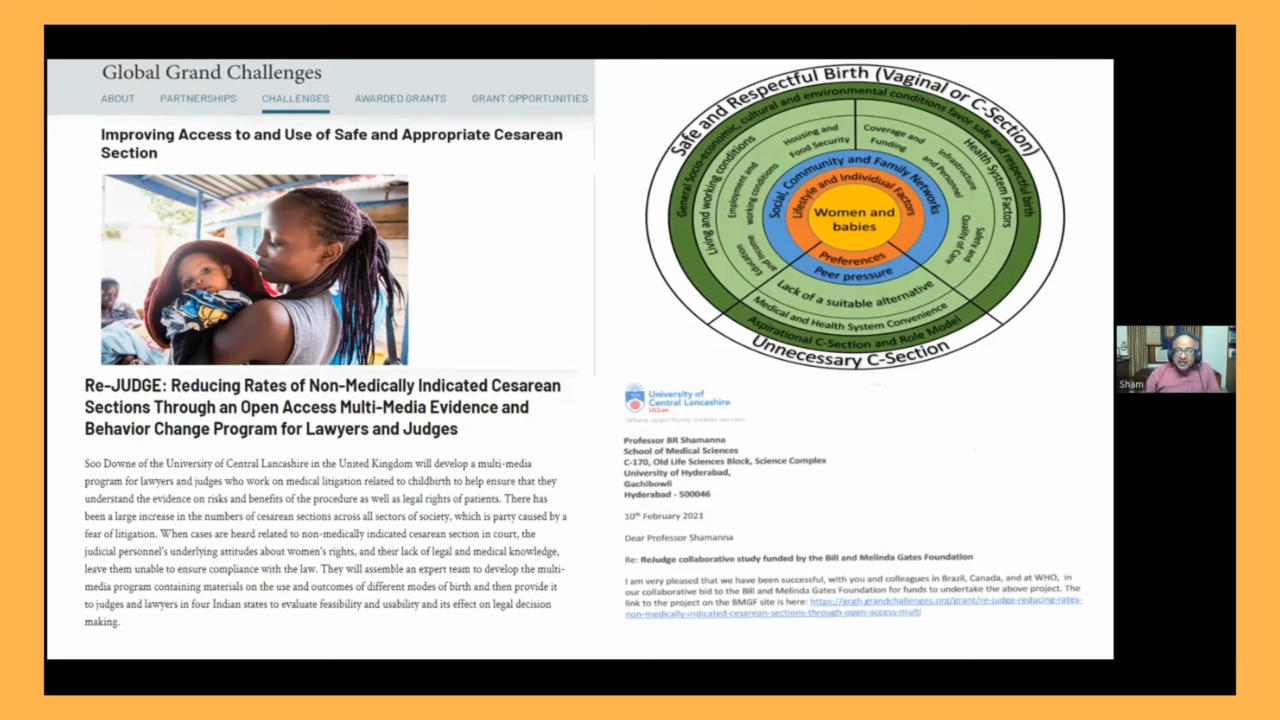 Global Grand Challenges
ABOUT PARTNERSHIPS CHALLENGES AWARDED GRANTS GRANT OPPORTUNITIES
Improving Access to and Use of Safe and Appropriate Cesarean
Section
Re-JUDGE: Reducing Rates of Non-Medically Indicated Cesarean
Sections Through an Open Access Multi-Media Evidence and
Behavior Change Program for Lawyers and Judges
Soo Downe of the University of Central Lancashire in the United Kingdom will develop a multi-
media program for lawyers and judges who work on medical litigation related to childbirth to help ensure that they
understand the evidence on risks and benefits of the procedure as well as legal rights of patients. There has
been a large increase in the numbers of cesarean sections across all sectors of society, which is party caused by a
fear of litigation. When cases are heard related to non-medically indicated cesarean section in court, the
judicial personnel's underlying attitudes about women's rights, and their lack of legal and medical knowledge,
leave them unable to ensure compliance with the law. They will assemble an expert team to develop the multi-
media program containing materials on the use and outcomes of different modes of birth and then provide it
to judges and lawyers in four Indian states to evaluate feasibility and usability and its effect on legal decision
making.
Safe and Respectful Birth (Vaginal or C-Section)
General Socio-economic, cultural and environmental conditions favor safe and respectful birth
Living and working conditions
Health System Factors
Housing and
Food Security
Coverage and
Funding
Employment and
working conditions
Infrastructure
and Personnel
Education
and Income
Safety and
Quality of Care
Social, Community and Family Networks
Lifestyle and Individual Factors
Women and
babies
Preferences
Peer pressure
Lack of a suitable alternative
Medical and Health System Convenience
Aspirational C-Section and Role Model
Unnecessary C-Section
University of
Central Lancashire
UCLan
Where opportunity creates success
Professor BR Shamanna
School of Medical Sciences
C-170, Old Life Sciences Block, Science Complex
University of Hyderabad,
Gachibowli
Hyderabad - 500046
10th February 2021
Dear Professor Shamanna
Re: ReJudge collaborative study funded by the Bill and Melinda Gates Foundation
I am very pleased that we have been successful, with you and colleagues in Brazil, Canada, and at WHO, in
our collaborative bid to the Bill and Melinda Gates Foundation for funds to undertake the above project. The
link to the project on the BMGF site is here: https://gcgh.grandchallenges.org/grant/re-judge-reducing-rates-
non-medically-indicated-cesarean-sections-through-open-access-multi
Sham